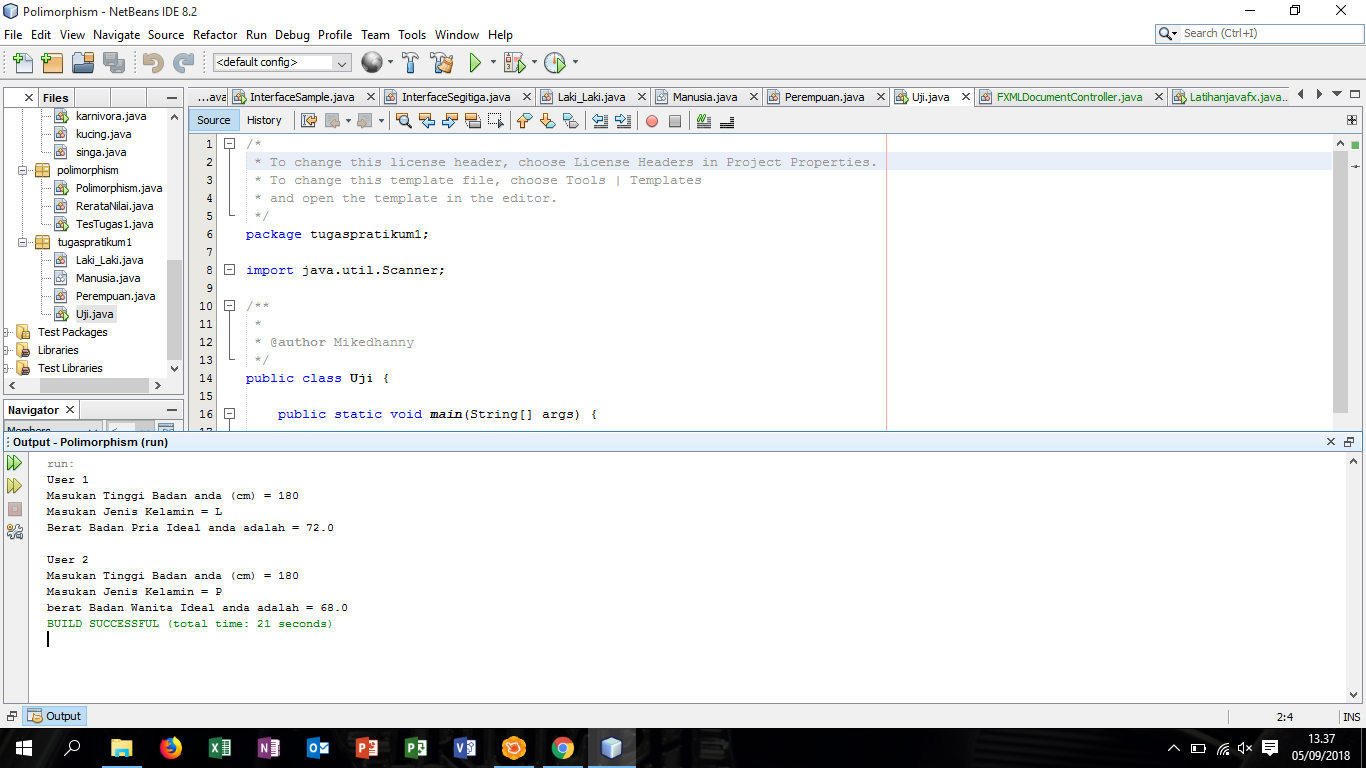 Polimorphism - NetBeans IDE 8.2
File Edit View Navigate Source Refactor Run Debug Profile Team Tools Window Help
Search (Ctrl+I)
<default config>
Files
...ava InterfaceSample.java InterfaceSegitiga.java Laki_Laki.java Manusia.java Perempuan.java Uji.java FXMLDocumentController.java Latihanjavafx.java...
karnivora.java
kucing.java
singa.java
polimorphism
Polimorphism.java
RerataNilai.java
TesTugas1.java
tugaspratikum1
Laki_Laki.java
Manusia.java
Perempuan.java
Uji.java
Test Packages
Libraries
Test Libraries
Navigator
Members
Source History
1 /*
2 * To change this license header, choose License Headers in Project Properties.
3 * To change this template file, choose Tools | Templates
4 * and open the template in the editor.
5 */
6 package tugaspratikum1;
7
8 import java.util.Scanner;
9
10 /**
11 *
12 * @author Mikedhanny
13 */
14 public class Uji {
15
16 public static void main(String[] args) {
Output - Polimorphism (run)
run:
User 1
Masukan Tinggi Badan anda (cm) = 180
Masukan Jenis Kelamin = L
Berat Badan Pria Ideal anda adalah = 72.0
User 2
Masukan Tinggi Badan anda (cm) = 180
Masukan Jenis Kelamin = P
berat Badan Wanita Ideal anda adalah = 68.0
BUILD SUCCESSFUL (total time: 21 seconds)
Output
2:4 INS
13.37
05/09/2018